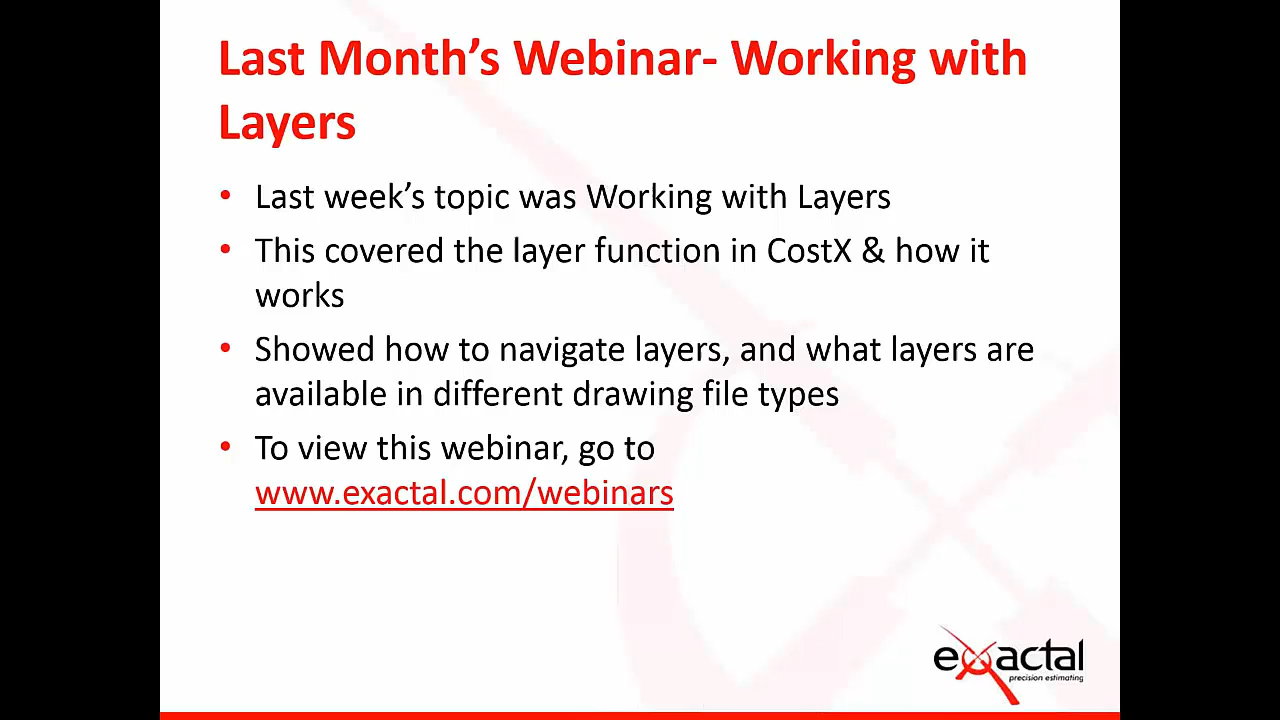 Last Month’s Webinar- Working with
Layers
• Last week’s topic was Working with Layers
• This covered the layer function in CostX & how it
works
• Showed how to navigate layers, and what layers are
available in different drawing file types
• To view this webinar, go to
www.exactal.com/webinars
exactal
precision estimating